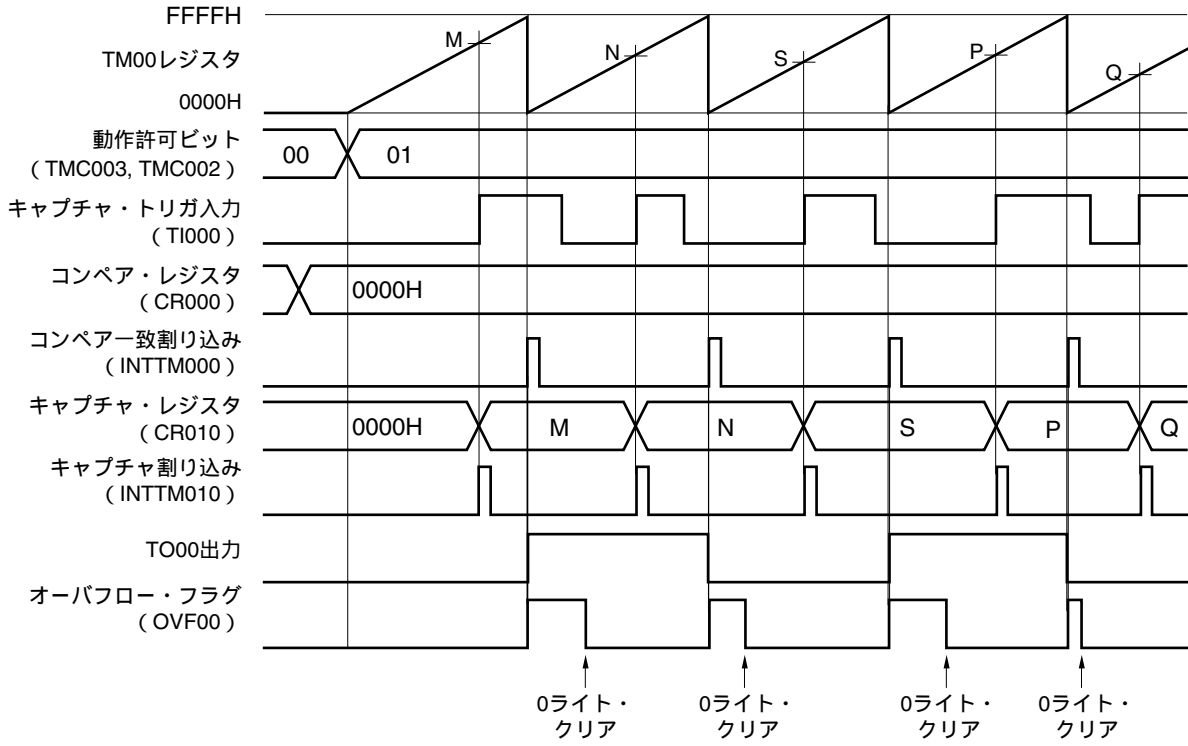 FFFFH
TM00レジスタ
0000H
M
N
S
P
Q
動作許可ビット
（TMC003, TMC002）
00
01
キャプチャ・トリガ入力
（TI000）
コンペア・レジスタ
（CR000）
0000H
コンペア一致割り込み
（INTTM000）
キャプチャ・レジスタ
（CR010）
0000H
M
N
S
P
Q
キャプチャ割り込み
（INTTM010）
TO00出力
オーバフロー・フラグ
（OVF00）
0ライト・
クリア
0ライト・
クリア
0ライト・
クリア
0ライト・
クリア